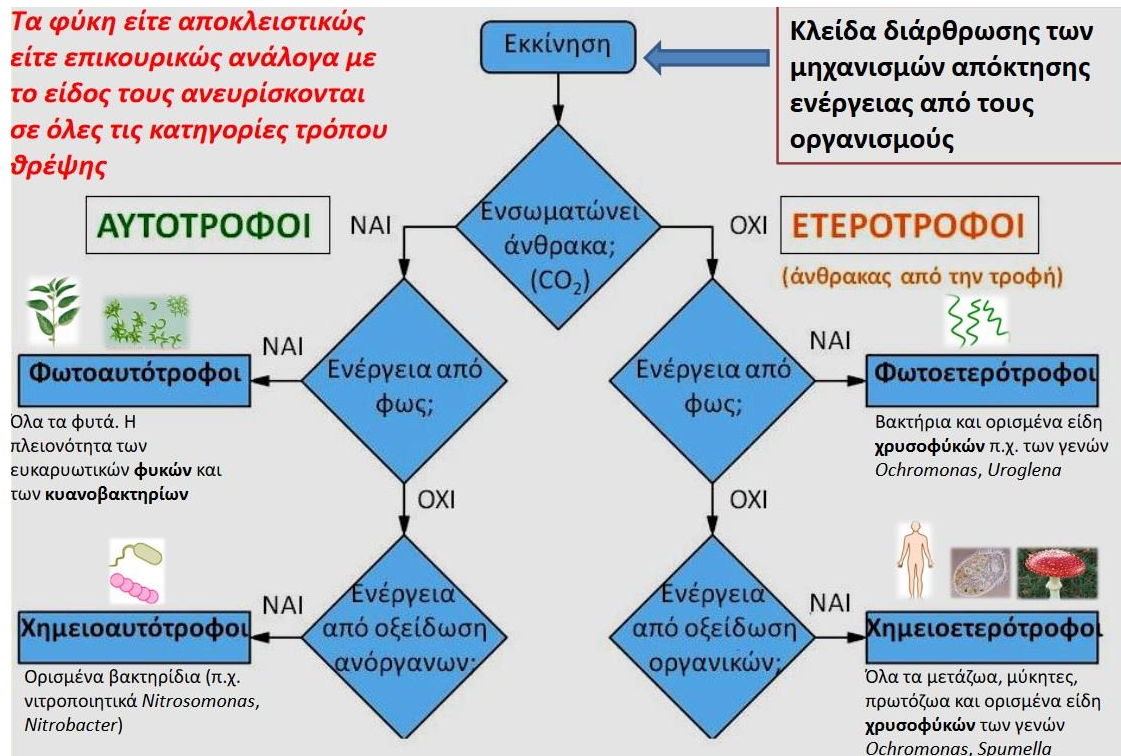 Τα φύκη είτε αποκλειστικώς
είτε επικουρικώς ανάλογα με
το είδος τους ανευρίσκονται
σε όλες τις κατηγορίες τρόπου
θρέψης
Εκκίνηση
Κλείδα διάρθρωσης των
μηχανισμών απόκτησης
ενέργειας από τους
οργανισμούς
ΑΥΤΟΤΡΟΦΟΙ
ΝΑΙ
Ενσωματώνει
άνθρακα;
(CO₂)
ΟΧΙ
ΕΤΕΡΟΤΡΟΦΟΙ
(άνθρακας από την τροφή)
Φωτοαυτότροφοι
ΝΑΙ
Ενέργεια από
φως;
Ενέργεια από
φως;
ΝΑΙ
Φωτοετερότροφοι
Όλα τα φυτά. Η
πλειονότητα των
ευκαρυωτικών φυκών και
των κυανοβακτηρίων
Βακτήρια και ορισμένα είδη
χρυσοφύκών π.χ. των γενών
Ochromonas, Uroglena
ΟΧΙ
ΟΧΙ
Χημειοαυτότροφοι
ΝΑΙ
Ενέργεια
από οξείδωση
ανόργανων;
Ενέργεια
από οξείδωση
οργανικών;
ΝΑΙ
Χημειοετερότροφοι
Ορισμένα βακτηρίδια (π.χ.
νιτροποιητικά Nitrosomonas,
Nitrobacter)
Όλα τα μετάζωα, μύκητες,
πρωτόζωα και ορισμένα είδη
χρυσοφύκών των γενών
Ochromonas, Spumella